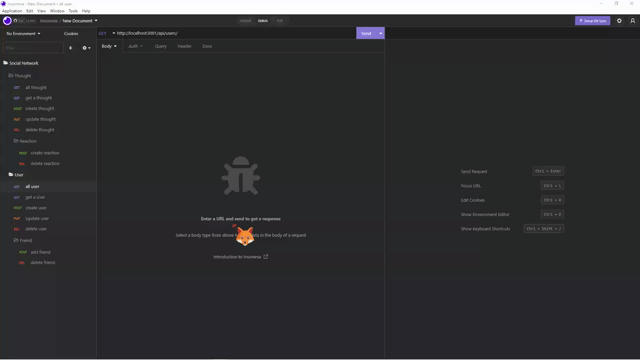 Insomnia - New Document - all user
Application File Edit View Window Tools Help
Insomnia / New Document
DESIGN DEBUG TEST
Setup Git Sync
No Environment
Cookies
GET http://localhost:3001/api/users/ Send
Body Auth Query Header Docs
Filter
Social Network
Thought
GET all thought
GET get a thought
POST create thought
PUT update thought
DEL delete thought
Reaction
POST create reaction
DEL delete reaction
User
GET all user
GET get a user
POST create user
PUT update user
DEL delete user
Friend
POST add friend
DEL delete friend
Enter a URL and send to get a response
Select a body type from above to send data in the body of a request
Introduction to Insomnia
Send Request Ctrl + Enter
Focus URL Ctrl + L
Edit Cookies Ctrl + K
Show Environment Editor Ctrl + E
Show Keyboard Shortcuts Ctrl + Shift + /